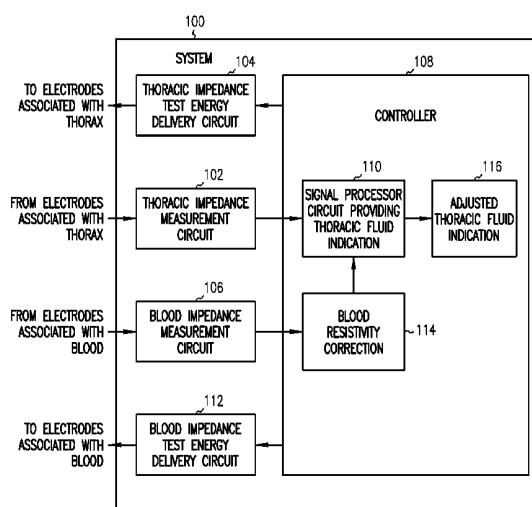 100
SYSTEM
104
108
TO ELECTRODES
ASSOCIATED WITH
THORAX
THORACIC IMPEDANCE
TEST ENERGY
DELIVERY CIRCUIT
CONTROLLER
102
110
116
FROM ELECTRODES
ASSOCIATED WITH
THORAX
THORACIC IMPEDANCE
MEASUREMENT
CIRCUIT
SIGNAL PROCESSOR
CIRCUIT PROVIDING
THORACIC FLUID
INDICATION
ADJUSTED
THORACIC FLUID
INDICATION
106
FROM ELECTRODES
ASSOCIATED WITH
BLOOD
BLOOD IMPEDANCE
MEASUREMENT
CIRCUIT
BLOOD
RESISTIVITY
CORRECTION
114
112
TO ELECTRODES
ASSOCIATED WITH
BLOOD
BLOOD IMPEDANCE
TEST ENERGY
DELIVERY CIRCUIT